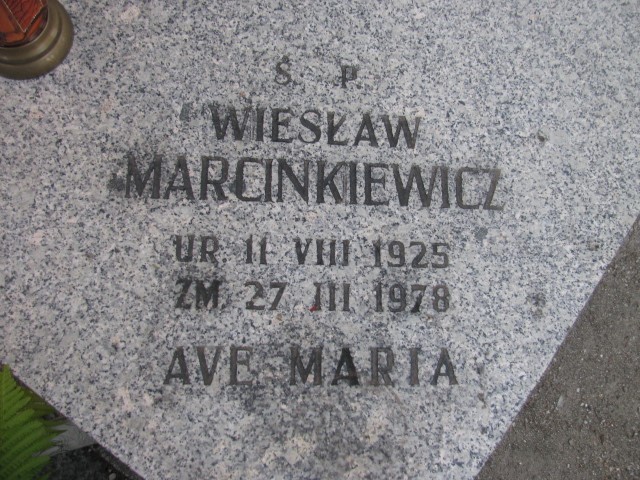 Ś. P.
WIESŁAW
MARCINKIEWICZ
UR. 11 VIII 1925
ZM. 27 III 1978
AVE MARIA